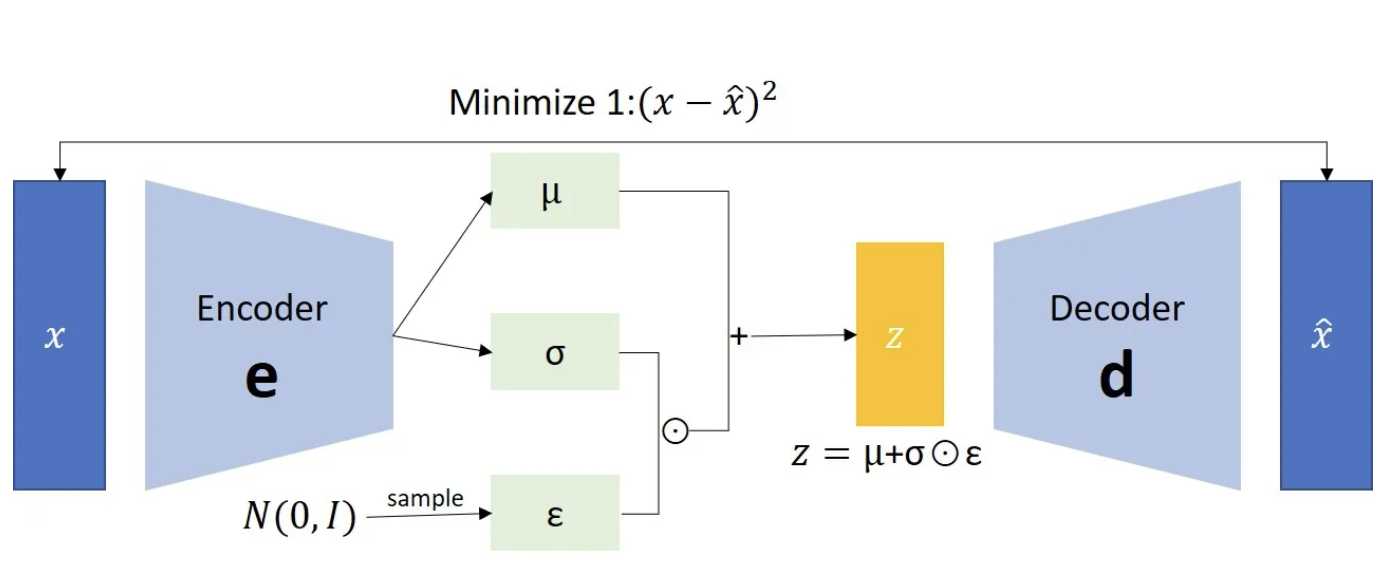 Minimize 1:(x − x̂)²
x
Encoder
e
μ
σ
N(0, I)
sample
ε
⊙
+
z
z = μ+σ⊙ε
Decoder
d
x̂